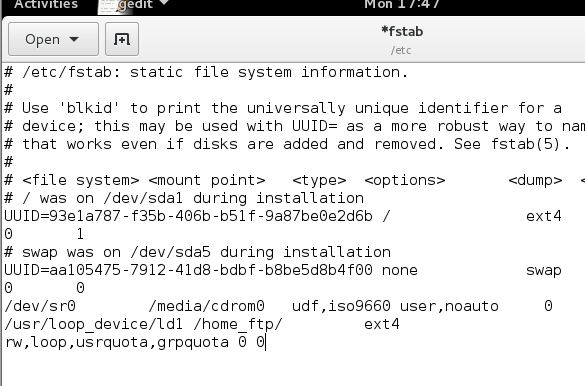 Activities gedit Mon 17:47
Open *fstab
/etc
# /etc/fstab: static file system information.
#
# Use 'blkid' to print the universally unique identifier for a
# device; this may be used with UUID= as a more robust way to
# that works even if disks are added and removed. See fstab(5).
#
# <file system> <mount point> <type> <options> <dump> <
# / was on /dev/sda1 during installation
UUID=93e1a787-f35b-406b-b51f-9a87be0e2d6b / ext4
0 1
# swap was on /dev/sda5 during installation
UUID=aa105475-7912-41d8-bdbf-b8be5d8b4f00 none swap
0 0
/dev/sr0 /media/cdrom0 udf,iso9660 user,noauto 0
/usr/loop_device/ld1 /home_ftp/ ext4
rw,loop,usrquota,grpquota 0 0